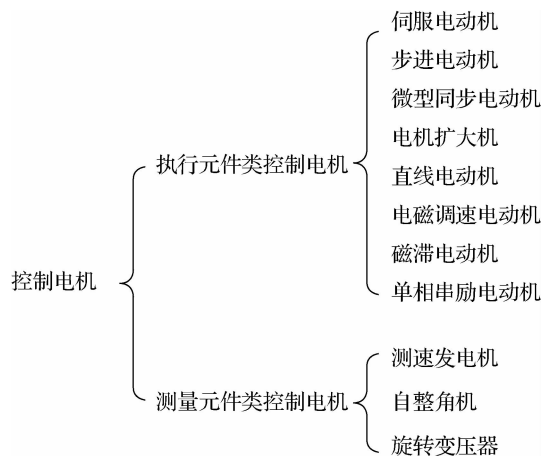 伺服电动机
步进电动机
微型同步电动机
电机扩大机
执行元件类控制电机
直线电动机
电磁调速电动机
磁滞电动机
控制电机
单相串励电动机
测速发电机
测量元件类控制电机
自整角机
旋转变压器